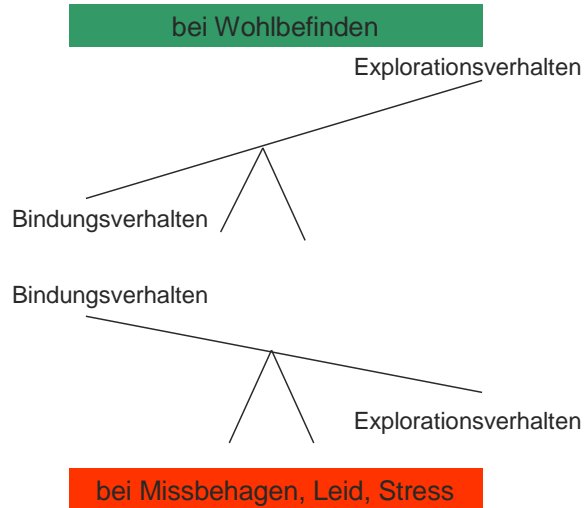 bei Wohlbefinden
Explorationsverhalten
Bindungsverhalten
Bindungsverhalten
Explorationsverhalten
bei Missbehagen, Leid, Stress